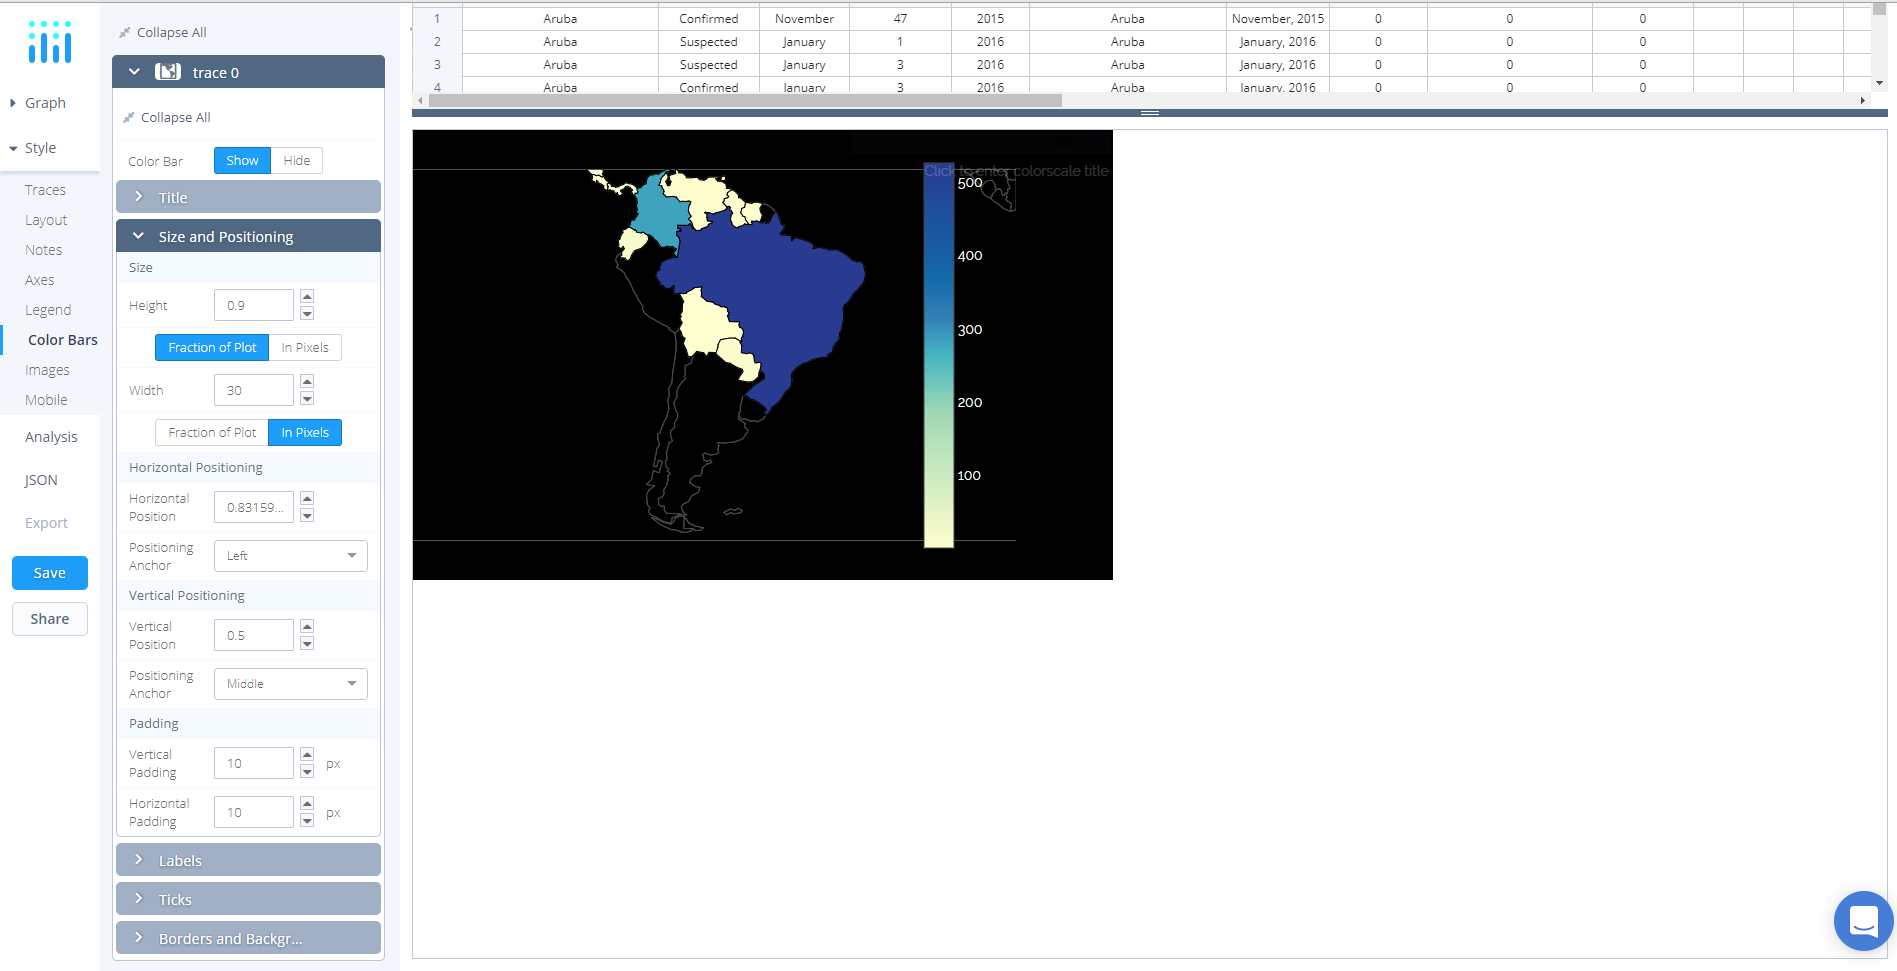 1 Aruba Confirmed November 47 2015 Aruba November, 2015 0 0 0
2 Aruba Suspected January 1 2016 Aruba January, 2016 0 0 0
3 Aruba Suspected January 3 2016 Aruba January, 2016 0 0 0
4 Aruba Confirmed January 3 2016 Aruba January, 2016 0 0 0
Graph
Style
Traces
Layout
Notes
Axes
Legend
Color Bars
Images
Mobile
Analysis
JSON
Export
Save
Share
Collapse All
trace 0
Collapse All
Color Bar Show Hide
Title
Size and Positioning
Size
Height 0.9
Fraction of Plot In Pixels
Width 30
Fraction of Plot In Pixels
Horizontal Positioning
Horizontal
Position 0.83159...
Positioning
Anchor Left
Vertical Positioning
Vertical
Position 0.5
Positioning
Anchor Middle
Padding
Vertical
Padding 10 px
Horizontal
Padding 10 px
Labels
Ticks
Borders and Backgr...
Click to enter colorscale title
500
400
300
200
100